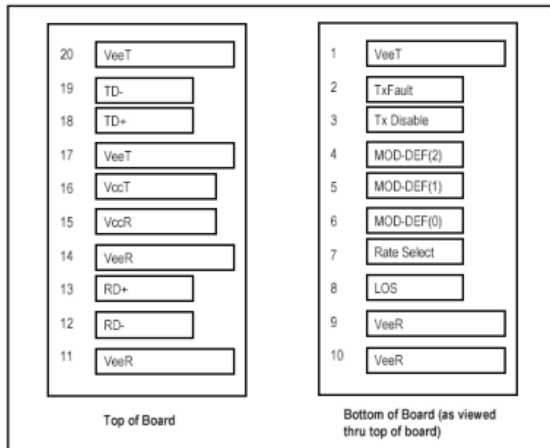 20 VeeT
19 TD-
18 TD+
17 VeeT
16 VccT
15 VccR
14 VeeR
13 RD+
12 RD-
11 VeeR
Top of Board
1 VeeT
2 TxFault
3 Tx Disable
4 MOD-DEF(2)
5 MOD-DEF(1)
6 MOD-DEF(0)
7 Rate Select
8 LOS
9 VeeR
10 VeeR
Bottom of Board (as viewed
thru top of board)